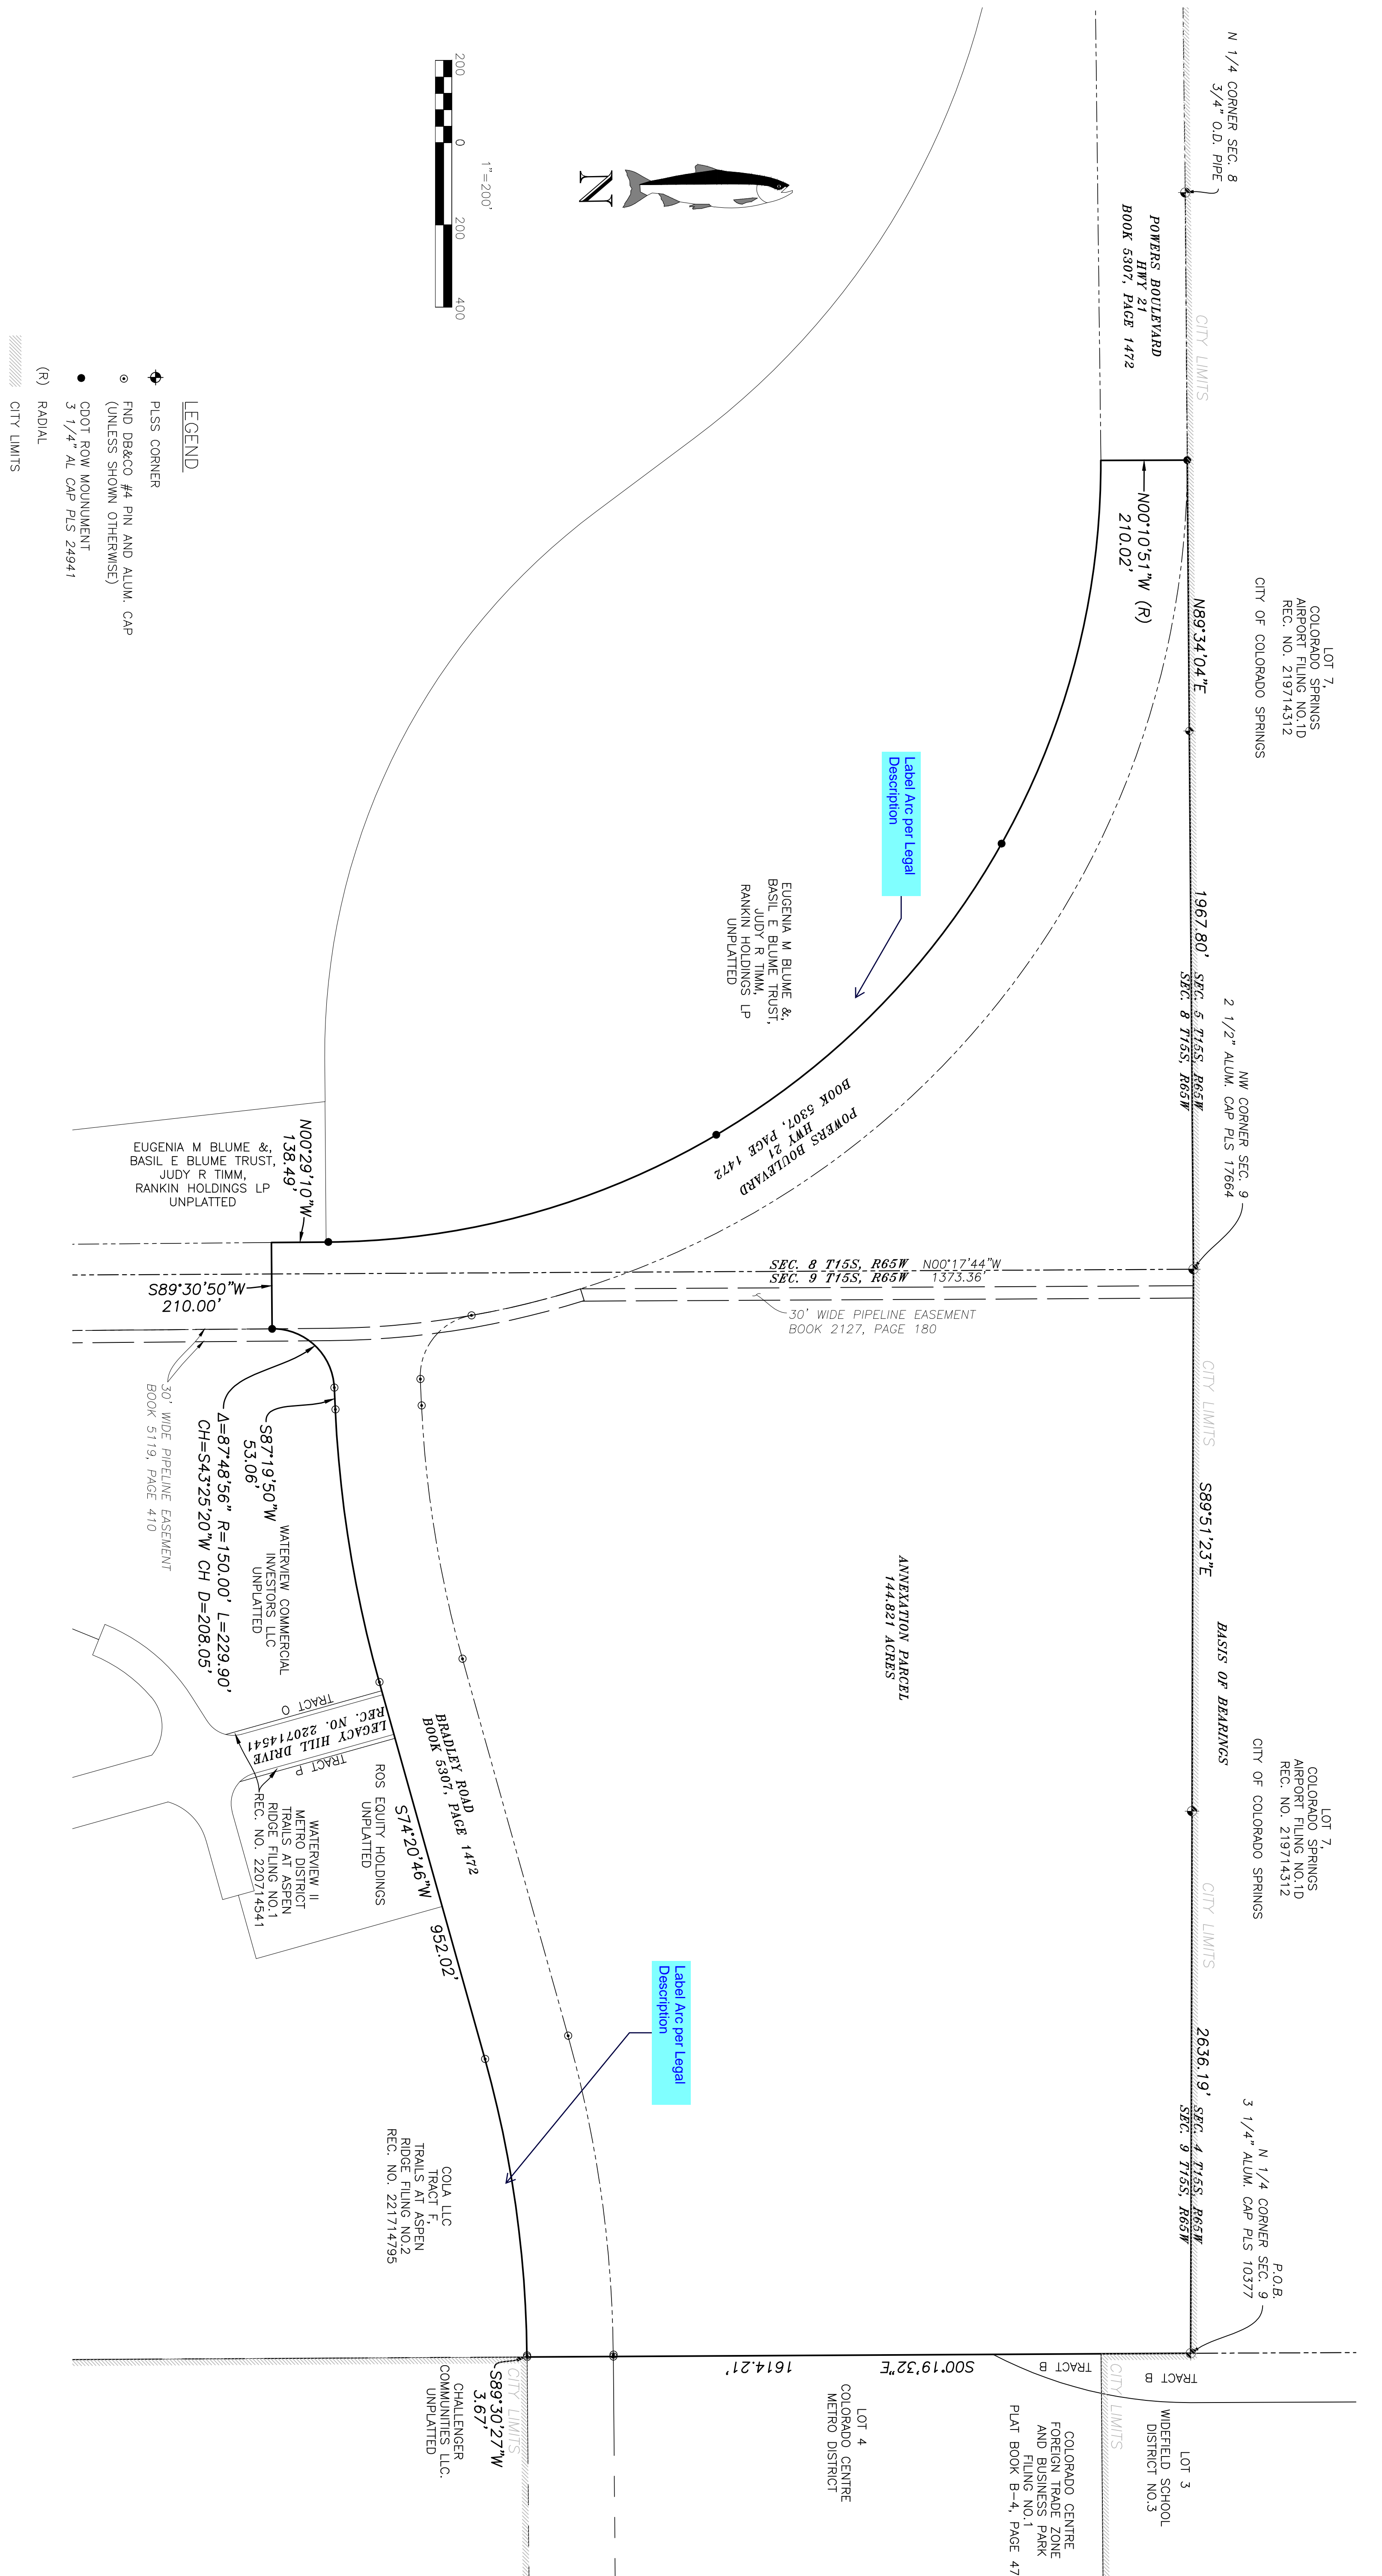 N 1/4 CORNER SEC. 8
3/4" O.D. PIPE
POWERS BOULEVARD
HWY 21
BOOK 5307, PAGE 1472
CITY LIMITS
N00°10'51"W (R)
210.02'
LOT 7,
COLORADO SPRINGS
AIRPORT FILING NO.1D
REC. NO. 219714312
CITY OF COLORADO SPRINGS
N89°34'04"E
1967.80'
SEC. 5 T15S, R65W
SEC. 8 T15S, R65W
NW CORNER SEC. 9
2 1/2" ALUM. CAP PLS 17664
CITY LIMITS
S89°51'23"E
BASIS OF BEARINGS
LOT 7,
COLORADO SPRINGS
AIRPORT FILING NO.1D
REC. NO. 219714312
CITY OF COLORADO SPRINGS
CITY LIMITS
2636.19'
SEC. 4 T15S, R65W
SEC. 9 T15S, R65W
P.O.B.
N 1/4 CORNER SEC. 9
3 1/4" ALUM. CAP PLS 10377
TRACT B
TRACT B
LOT 3
WIDEFIELD SCHOOL
DISTRICT NO.3
CITY LIMITS
COLORADO CENTRE
FOREIGN TRADE ZONE
AND BUSINESS PARK
FILING NO.1
PLAT BOOK B-4, PAGE 47
LOT 4
COLORADO CENTRE
METRO DISTRICT
S00°19'32"E
1614.21'
Label Arc per Legal
Description
EUGENIA M BLUME &,
BASIL E BLUME TRUST,
JUDY R TIMM,
RANKIN HOLDINGS LP
UNPLATTED
POWERS BOULEVARD
HWY 21
BOOK 5307, PAGE 1472
SEC. 8 T15S, R65W N00°17'44"W
SEC. 9 T15S, R65W 1373.36'
30' WIDE PIPELINE EASEMENT
BOOK 2127, PAGE 180
ANNEXATION PARCEL
144.821 ACRES
Label Arc per Legal
Description
N
1"=200'
200 0 200 400
EUGENIA M BLUME &,
BASIL E BLUME TRUST,
JUDY R TIMM,
RANKIN HOLDINGS LP
UNPLATTED
N00°29'10"W
138.49'
S89°30'50"W
210.00'
30' WIDE PIPELINE EASEMENT
BOOK 5119, PAGE 410
S87°19'50"W
53.06'
Δ=87°48'56" R=150.00' L=229.90'
CH=S43°25'20"W CH D=208.05'
WATERVIEW COMMERCIAL
INVESTORS LLC
UNPLATTED
TRACT O
LEGACY HILL DRIVE
REC. NO. 220714541
TRACT P
WATERVIEW II
METRO DISTRICT
TRAILS AT ASPEN
RIDGE FILING NO.1
REC. NO. 220714541
ROS EQUITY HOLDINGS
UNPLATTED
BRADLEY ROAD
BOOK 5307, PAGE 1472
S74°20'46"W
952.02'
COLA LLC
TRACT F,
TRAILS AT ASPEN
RIDGE FILING NO.2
REC. NO. 221714795
CITY LIMITS
S89°30'27"W
3.67'
CHALLENGER
COMMUNITIES LLC.
UNPLATTED
LEGEND
PLSS CORNER
FND DB&CO #4 PIN AND ALUM. CAP
(UNLESS SHOWN OTHERWISE)
CDOT ROW MOUNUMENT
3 1/4" AL CAP PLS 24941
(R) RADIAL
CITY LIMITS